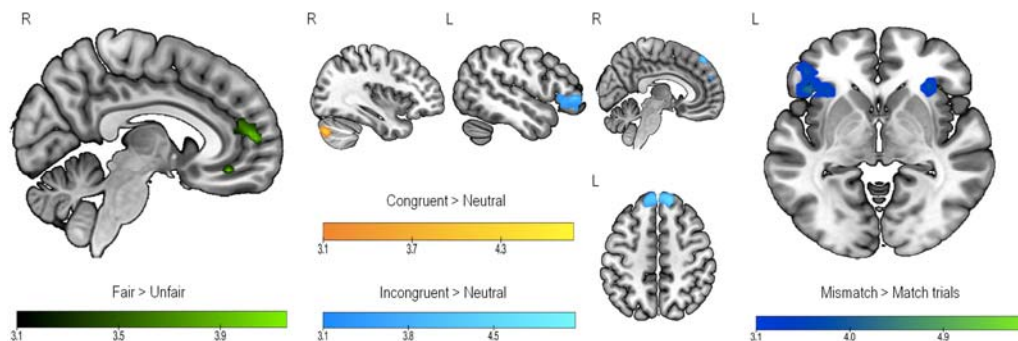 R
R
L
R
L
Congruent > Neutral
3.1 3.7 4.3
L
Fair > Unfair
3.1 3.5 3.9
Incongruent > Neutral
3.1 3.8 4.5
Mismatch > Match trials
3.1 4.0 4.9